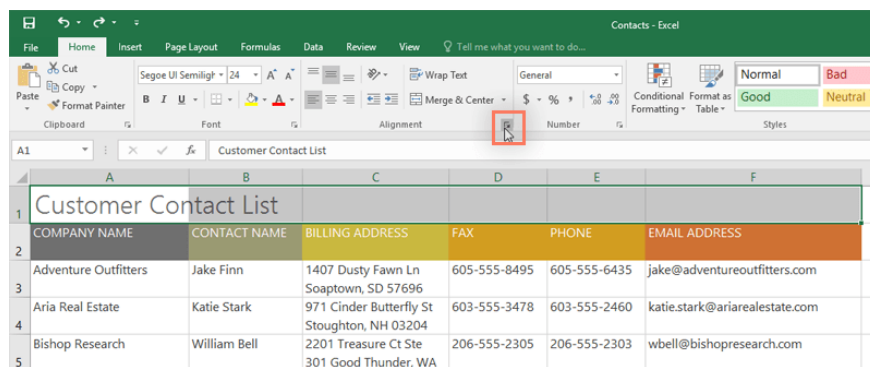 Contacts - Excel
File Home Insert Page Layout Formulas Data Review View Tell me what you want to do...
Cut
Copy
Format Painter
Paste
Clipboard
Segoe UI Semiligh 24 A A
B I U A
Font
Wrap Text
Merge & Center
Alignment
General
$ % , .00 .0
Number
Conditional Formatting
Format as Table
Normal Bad
Good Neutral
Styles
A1 fx Customer Contact List
A B C D E F
1 Customer Contact List
2 COMPANY NAME CONTACT NAME BILLING ADDRESS FAX PHONE EMAIL ADDRESS
3 Adventure Outfitters Jake Finn 1407 Dusty Fawn Ln 605-555-8495 605-555-6435 jake@adventureoutfitters.com
Soaptown, SD 57696
4 Aria Real Estate Katie Stark 971 Cinder Butterfly St 603-555-3478 603-555-2460 katie.stark@ariarealestate.com
Stoughton, NH 03204
5 Bishop Research William Bell 2201 Treasure Ct Ste 206-555-2305 206-555-2303 wbell@bishopresearch.com
301 Good Thunder, WA